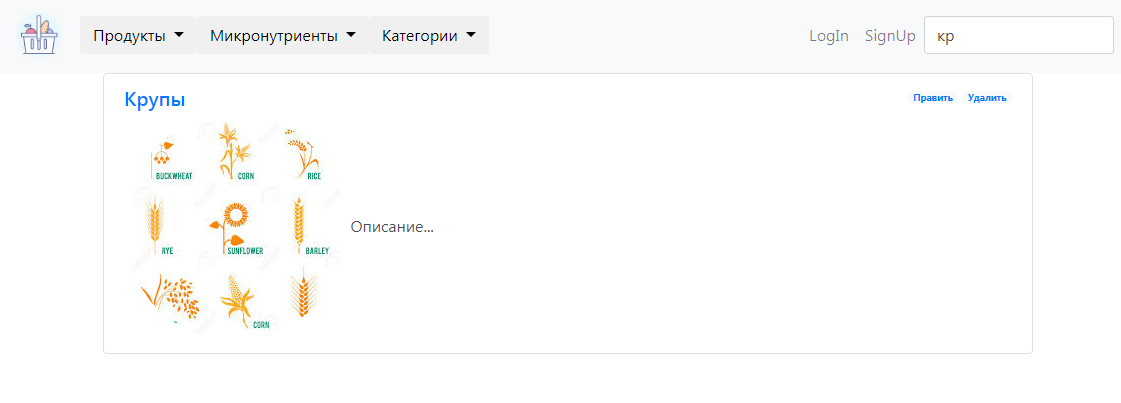 Продукты Микронутриенты Категории LogIn SignUp кр
Крупы Править Удалить
BUCKWHEAT CORN RICE
RYE SUNFLOWER BARLEY
Описание...
CORN